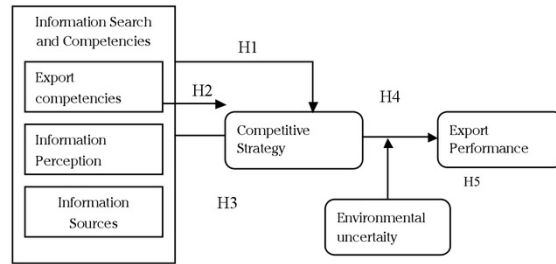 Information Search
and Competencies
Export
competencies
Information
Perception
Information
Sources
H1
H2
H3
Competitive
Strategy
H4
Export
Performance
H5
Environmental
uncertaity